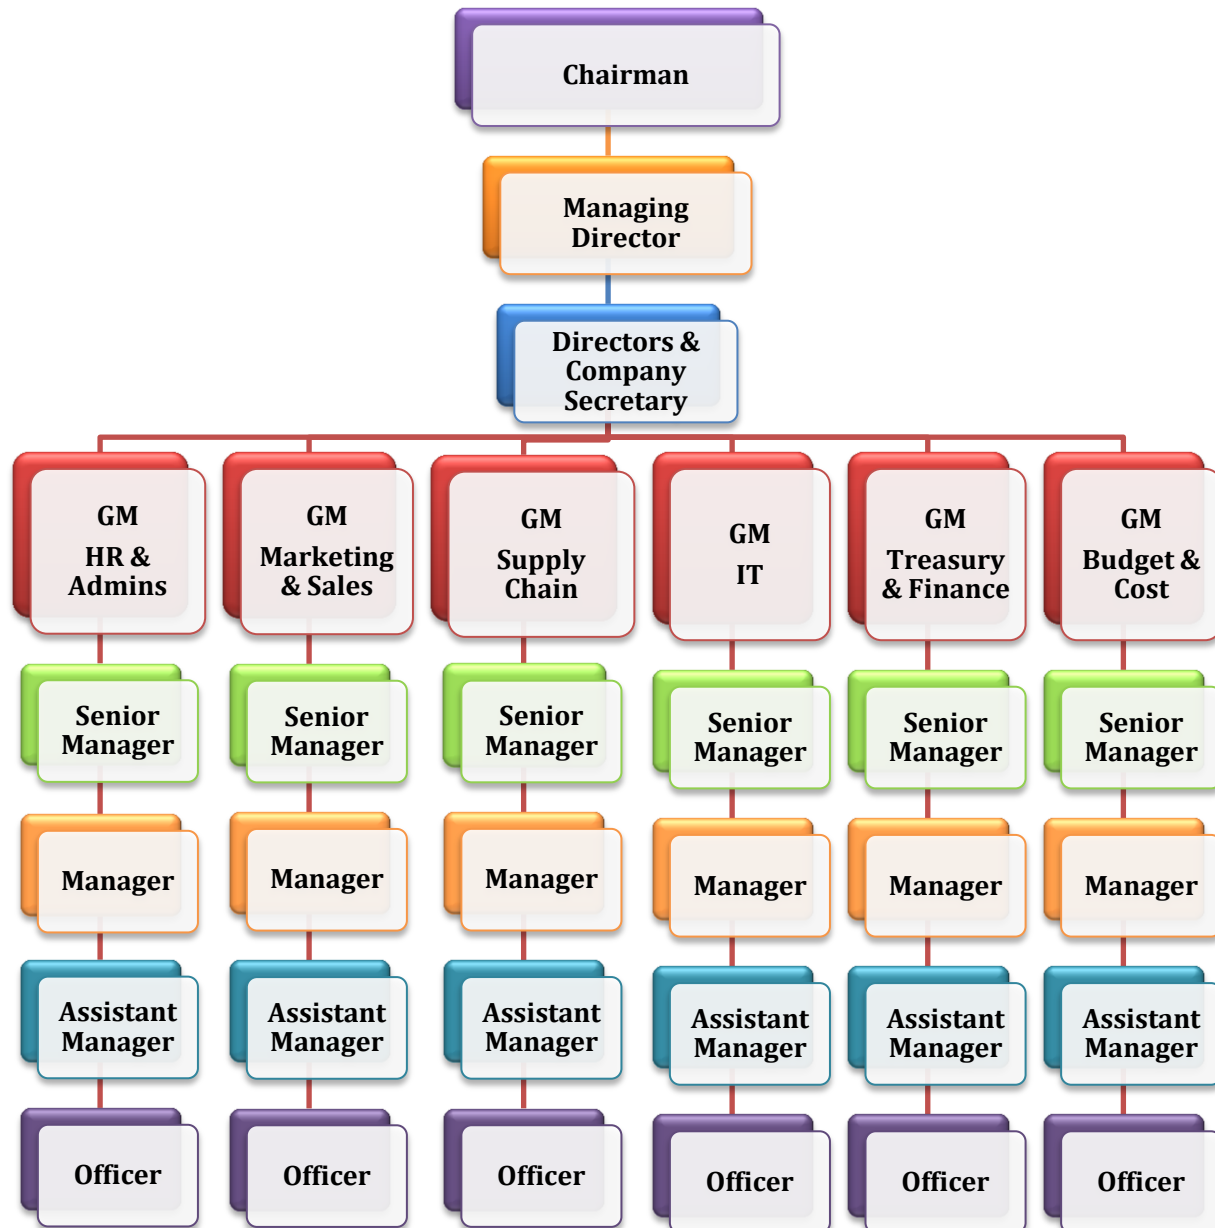 Chairman
Managing
Director
Directors &
Company
Secretary
GM
HR &
Admins
GM
Marketing
& Sales
GM
Supply
Chain
GM
IT
GM
Treasury
& Finance
GM
Budget &
Cost
Senior
Manager
Senior
Manager
Senior
Manager
Senior
Manager
Senior
Manager
Senior
Manager
Manager
Manager
Manager
Manager
Manager
Manager
Assistant
Manager
Assistant
Manager
Assistant
Manager
Assistant
Manager
Assistant
Manager
Assistant
Manager
Officer
Officer
Officer
Officer
Officer
Officer